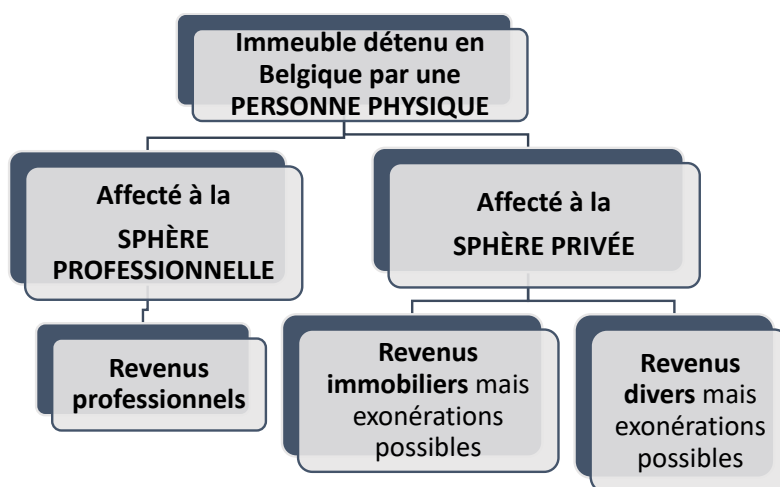 Immeuble détenu en
Belgique par une
PERSONNE PHYSIQUE
Affecté à la
SPHÈRE
PROFESSIONNELLE
Affecté à la
SPHÈRE PRIVÉE
Revenus
professionnels
Revenus
immobiliers mais
exonérations
possibles
Revenus
divers mais
exonérations
possibles